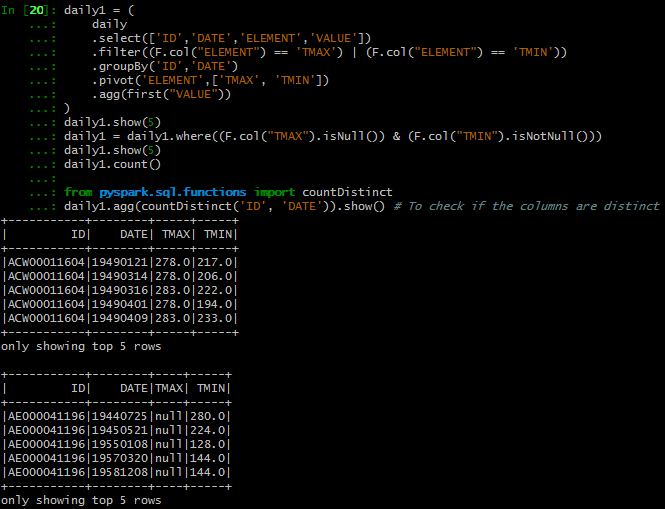 In [20]: daily1 = (
    ...:     daily
    ...:     .select(['ID','DATE','ELEMENT','VALUE'])
    ...:     .filter((F.col("ELEMENT") == 'TMAX') | (F.col("ELEMENT") == 'TMIN'))
    ...:     .groupBy('ID','DATE')
    ...:     .pivot('ELEMENT',['TMAX', 'TMIN'])
    ...:     .agg(first("VALUE"))
    ...: )
    ...: daily1.show(5)
    ...: daily1 = daily1.where((F.col("TMAX").isNull()) & (F.col("TMIN").isNotNull()))
    ...: daily1.show(5)
    ...: daily1.count()
    ...:
    ...: from pyspark.sql.functions import countDistinct
    ...: daily1.agg(countDistinct('ID', 'DATE')).show() # To check if the columns are distinct
+-----------+--------+-----+-----+
|         ID|    DATE| TMAX| TMIN|
+-----------+--------+-----+-----+
|ACW00011604|19490121|278.0|217.0|
|ACW00011604|19490314|278.0|206.0|
|ACW00011604|19490316|283.0|222.0|
|ACW00011604|19490401|278.0|194.0|
|ACW00011604|19490409|283.0|233.0|
+-----------+--------+-----+-----+
only showing top 5 rows
+-----------+--------+----+-----+
|         ID|    DATE|TMAX| TMIN|
+-----------+--------+----+-----+
|AE000041196|19440725|null|280.0|
|AE000041196|19450521|null|224.0|
|AE000041196|19550108|null|128.0|
|AE000041196|19570320|null|144.0|
|AE000041196|19581208|null|144.0|
+-----------+--------+----+-----+
only showing top 5 rows